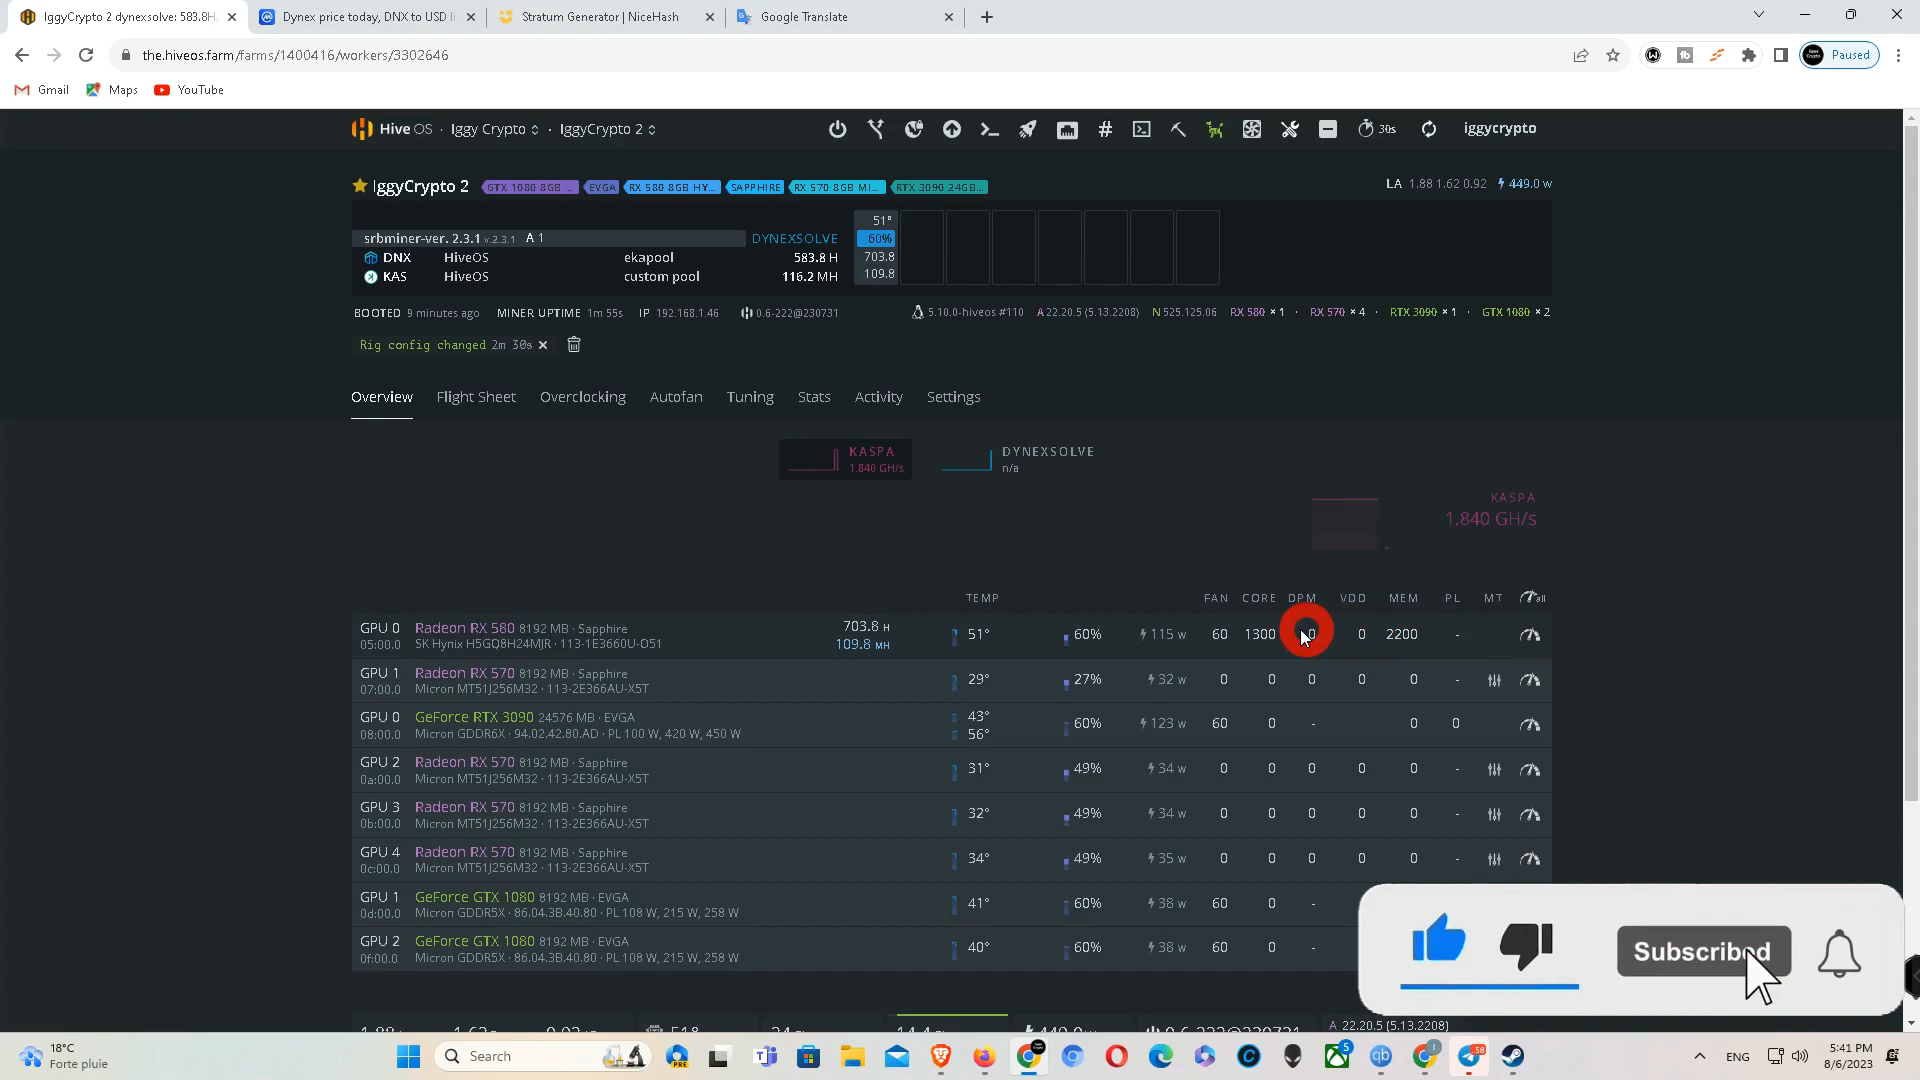 IggyCrypto 2 dynexsolve: 583.8H
Dynex price today, DNX to USD li
Stratum Generator | NiceHash
Google Translate
the.hiveos.farm/farms/1400416/workers/3302646
Paused
Gmail
Maps
YouTube
Hive OS · Iggy Crypto · IggyCrypto 2
30s
iggycrypto
IggyCrypto 2
GTX 1080 8GB ...
EVGA
RX 580 8GB HY...
SAPPHIRE
RX 570 8GB MI...
RTX 3090 24GB...
LA 1.88 1.62 0.92
449.0 w
51°
srbminer-ver. 2.3.1 v.2.3.1 A 1 DYNEXSOLVE 60%
DNX HiveOS ekapool 583.8 H 703.8
KAS HiveOS custom pool 116.2 MH 109.8
BOOTED 9 minutes ago MINER UPTIME 1m 55s IP 192.168.1.46 0.6-222@230731 5.10.0-hiveos #110 A 22.20.5 (5.13.2208) N 525.125.06 RX 580 × 1 · RX 570 × 4 · RTX 3090 × 1 · GTX 1080 × 2
Rig config changed 2m 30s
Overview Flight Sheet Overclocking Autofan Tuning Stats Activity Settings
KASPA
1.840 GH/s
DYNEXSOLVE
n/a
KASPA
1.840 GH/s
TEMP FAN CORE DPM VDD MEM PL MT all
GPU 0 Radeon RX 580 8192 MB · Sapphire 703.8 H 51° 60% 115 w 60 1300 0 0 2200 -
05:00.0 SK Hynix H5GQ8H24MJR · 113-1E3660U-O51 109.8 MH
GPU 1 Radeon RX 570 8192 MB · Sapphire 29° 27% 32 w 0 0 0 0 0 -
07:00.0 Micron MT51J256M32 · 113-2E366AU-X5T
GPU 0 GeForce RTX 3090 24576 MB · EVGA 43° 60% 123 w 60 0 - 0 0
08:00.0 Micron GDDR6X · 94.02.42.80.AD · PL 100 W, 420 W, 450 W 56°
GPU 2 Radeon RX 570 8192 MB · Sapphire 31° 49% 34 w 0 0 0 0 0 -
0a:00.0 Micron MT51J256M32 · 113-2E366AU-X5T
GPU 3 Radeon RX 570 8192 MB · Sapphire 32° 49% 34 w 0 0 0 0 0 -
0b:00.0 Micron MT51J256M32 · 113-2E366AU-X5T
GPU 4 Radeon RX 570 8192 MB · Sapphire 34° 49% 35 w 0 0 0 0 0 -
0c:00.0 Micron MT51J256M32 · 113-2E366AU-X5T
GPU 1 GeForce GTX 1080 8192 MB · EVGA 41° 60% 38 w 60 0 -
0d:00.0 Micron GDDR5X · 86.04.3B.40.80 · PL 108 W, 215 W, 258 W
GPU 2 GeForce GTX 1080 8192 MB · EVGA 40° 60% 38 w 60 0 -
0f:00.0 Micron GDDR5X · 86.04.3B.40.80 · PL 108 W, 215 W, 258 W
Subscribed
A 22.20.5 (5.13.2208)
18°C
Forte pluie
Search
5
58
ENG
5:41 PM
8/6/2023